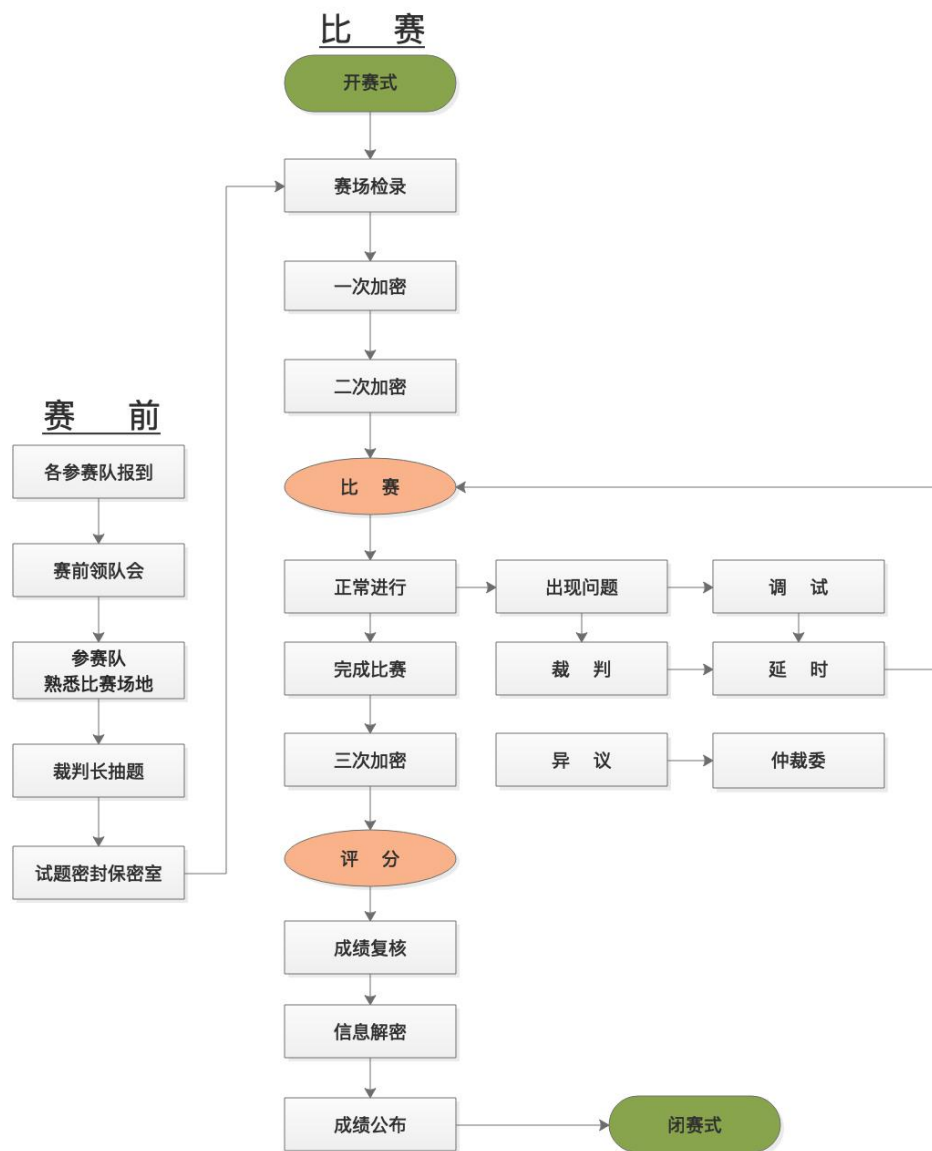 比 赛
开赛式
赛场检录
一次加密
二次加密
赛 前
各参赛队报到
比 赛
赛前领队会
正常进行
出现问题
调 试
参赛队
熟悉比赛场地
完成比赛
裁 判
延 时
裁判长抽题
三次加密
异 议
仲裁委
试题密封保密室
评 分
成绩复核
信息解密
成绩公布
闭赛式